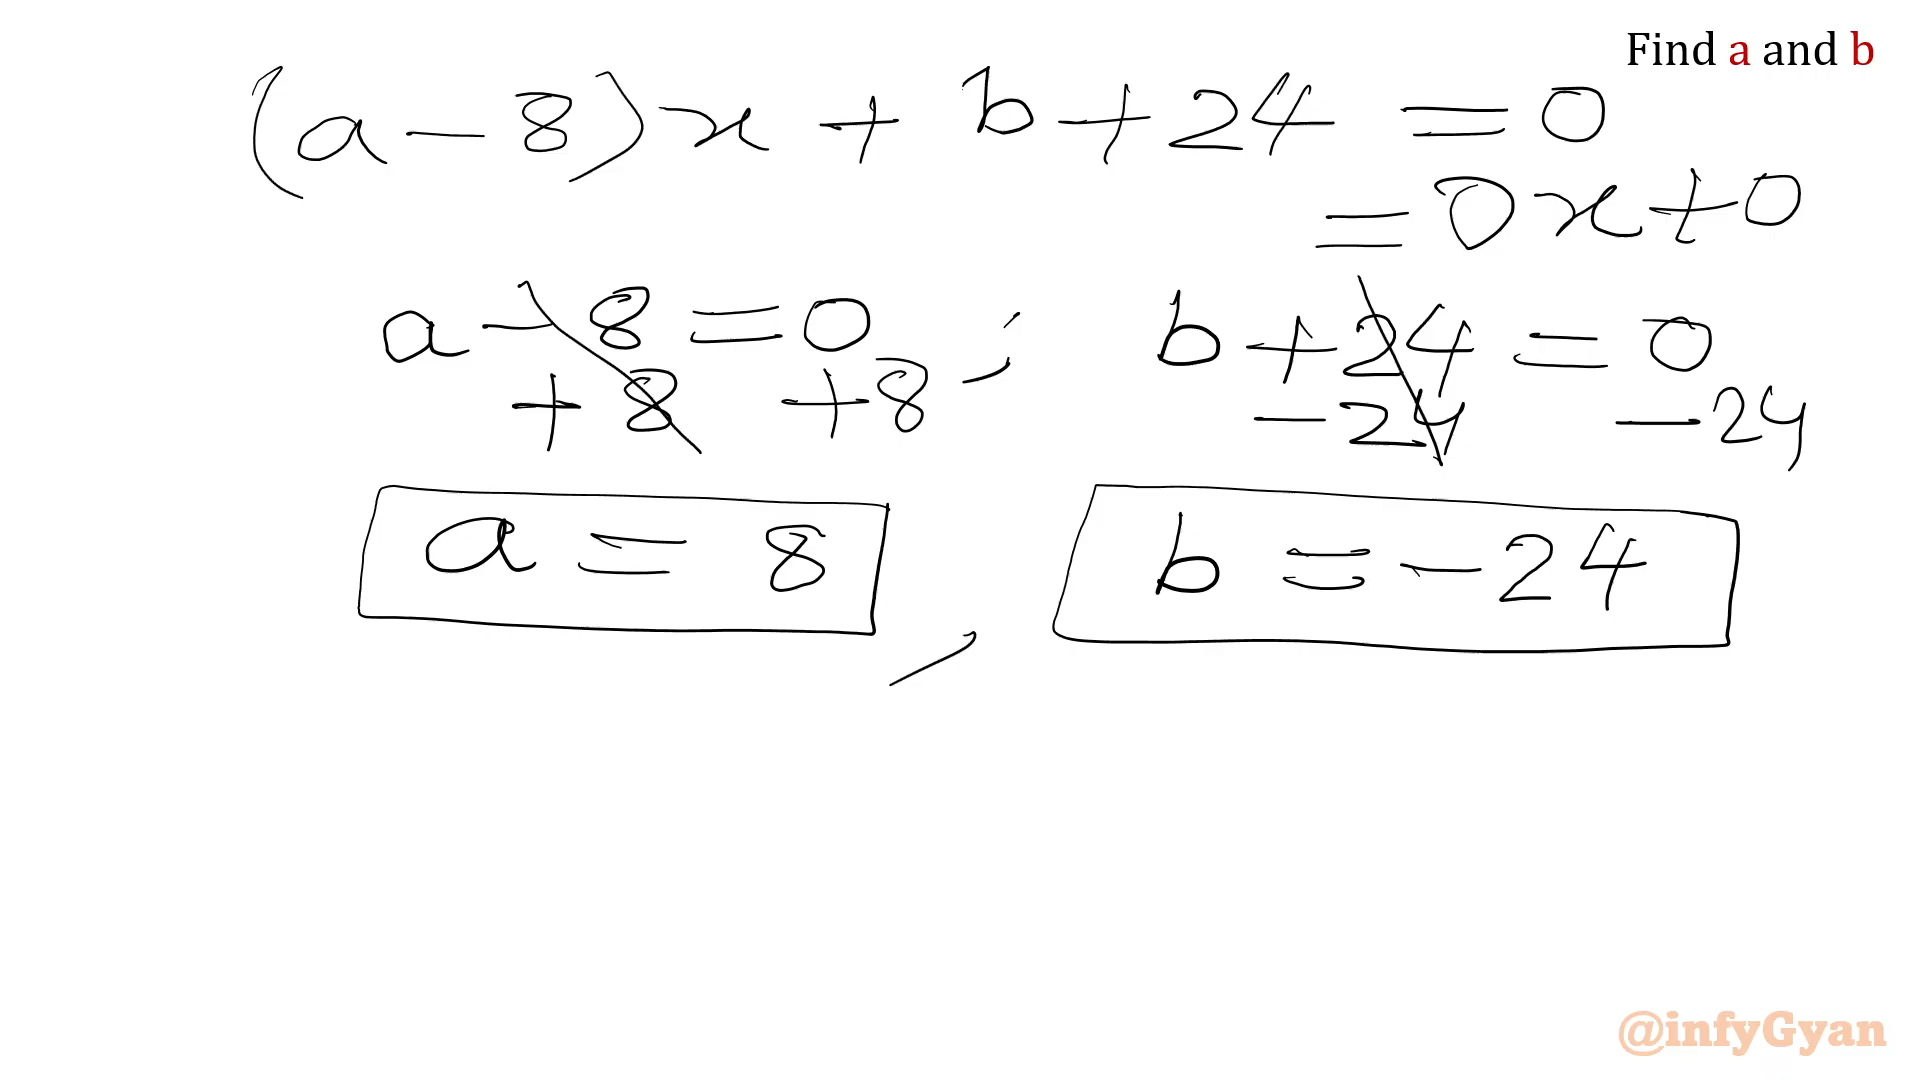 Find a and b
(a - 8)x + b + 24 = 0
= 0x + 0
a - 8 = 0 ; b + 24 = 0
+ 8 + 8 - 24 - 24
a = 8 , b = -24
@infyGyan